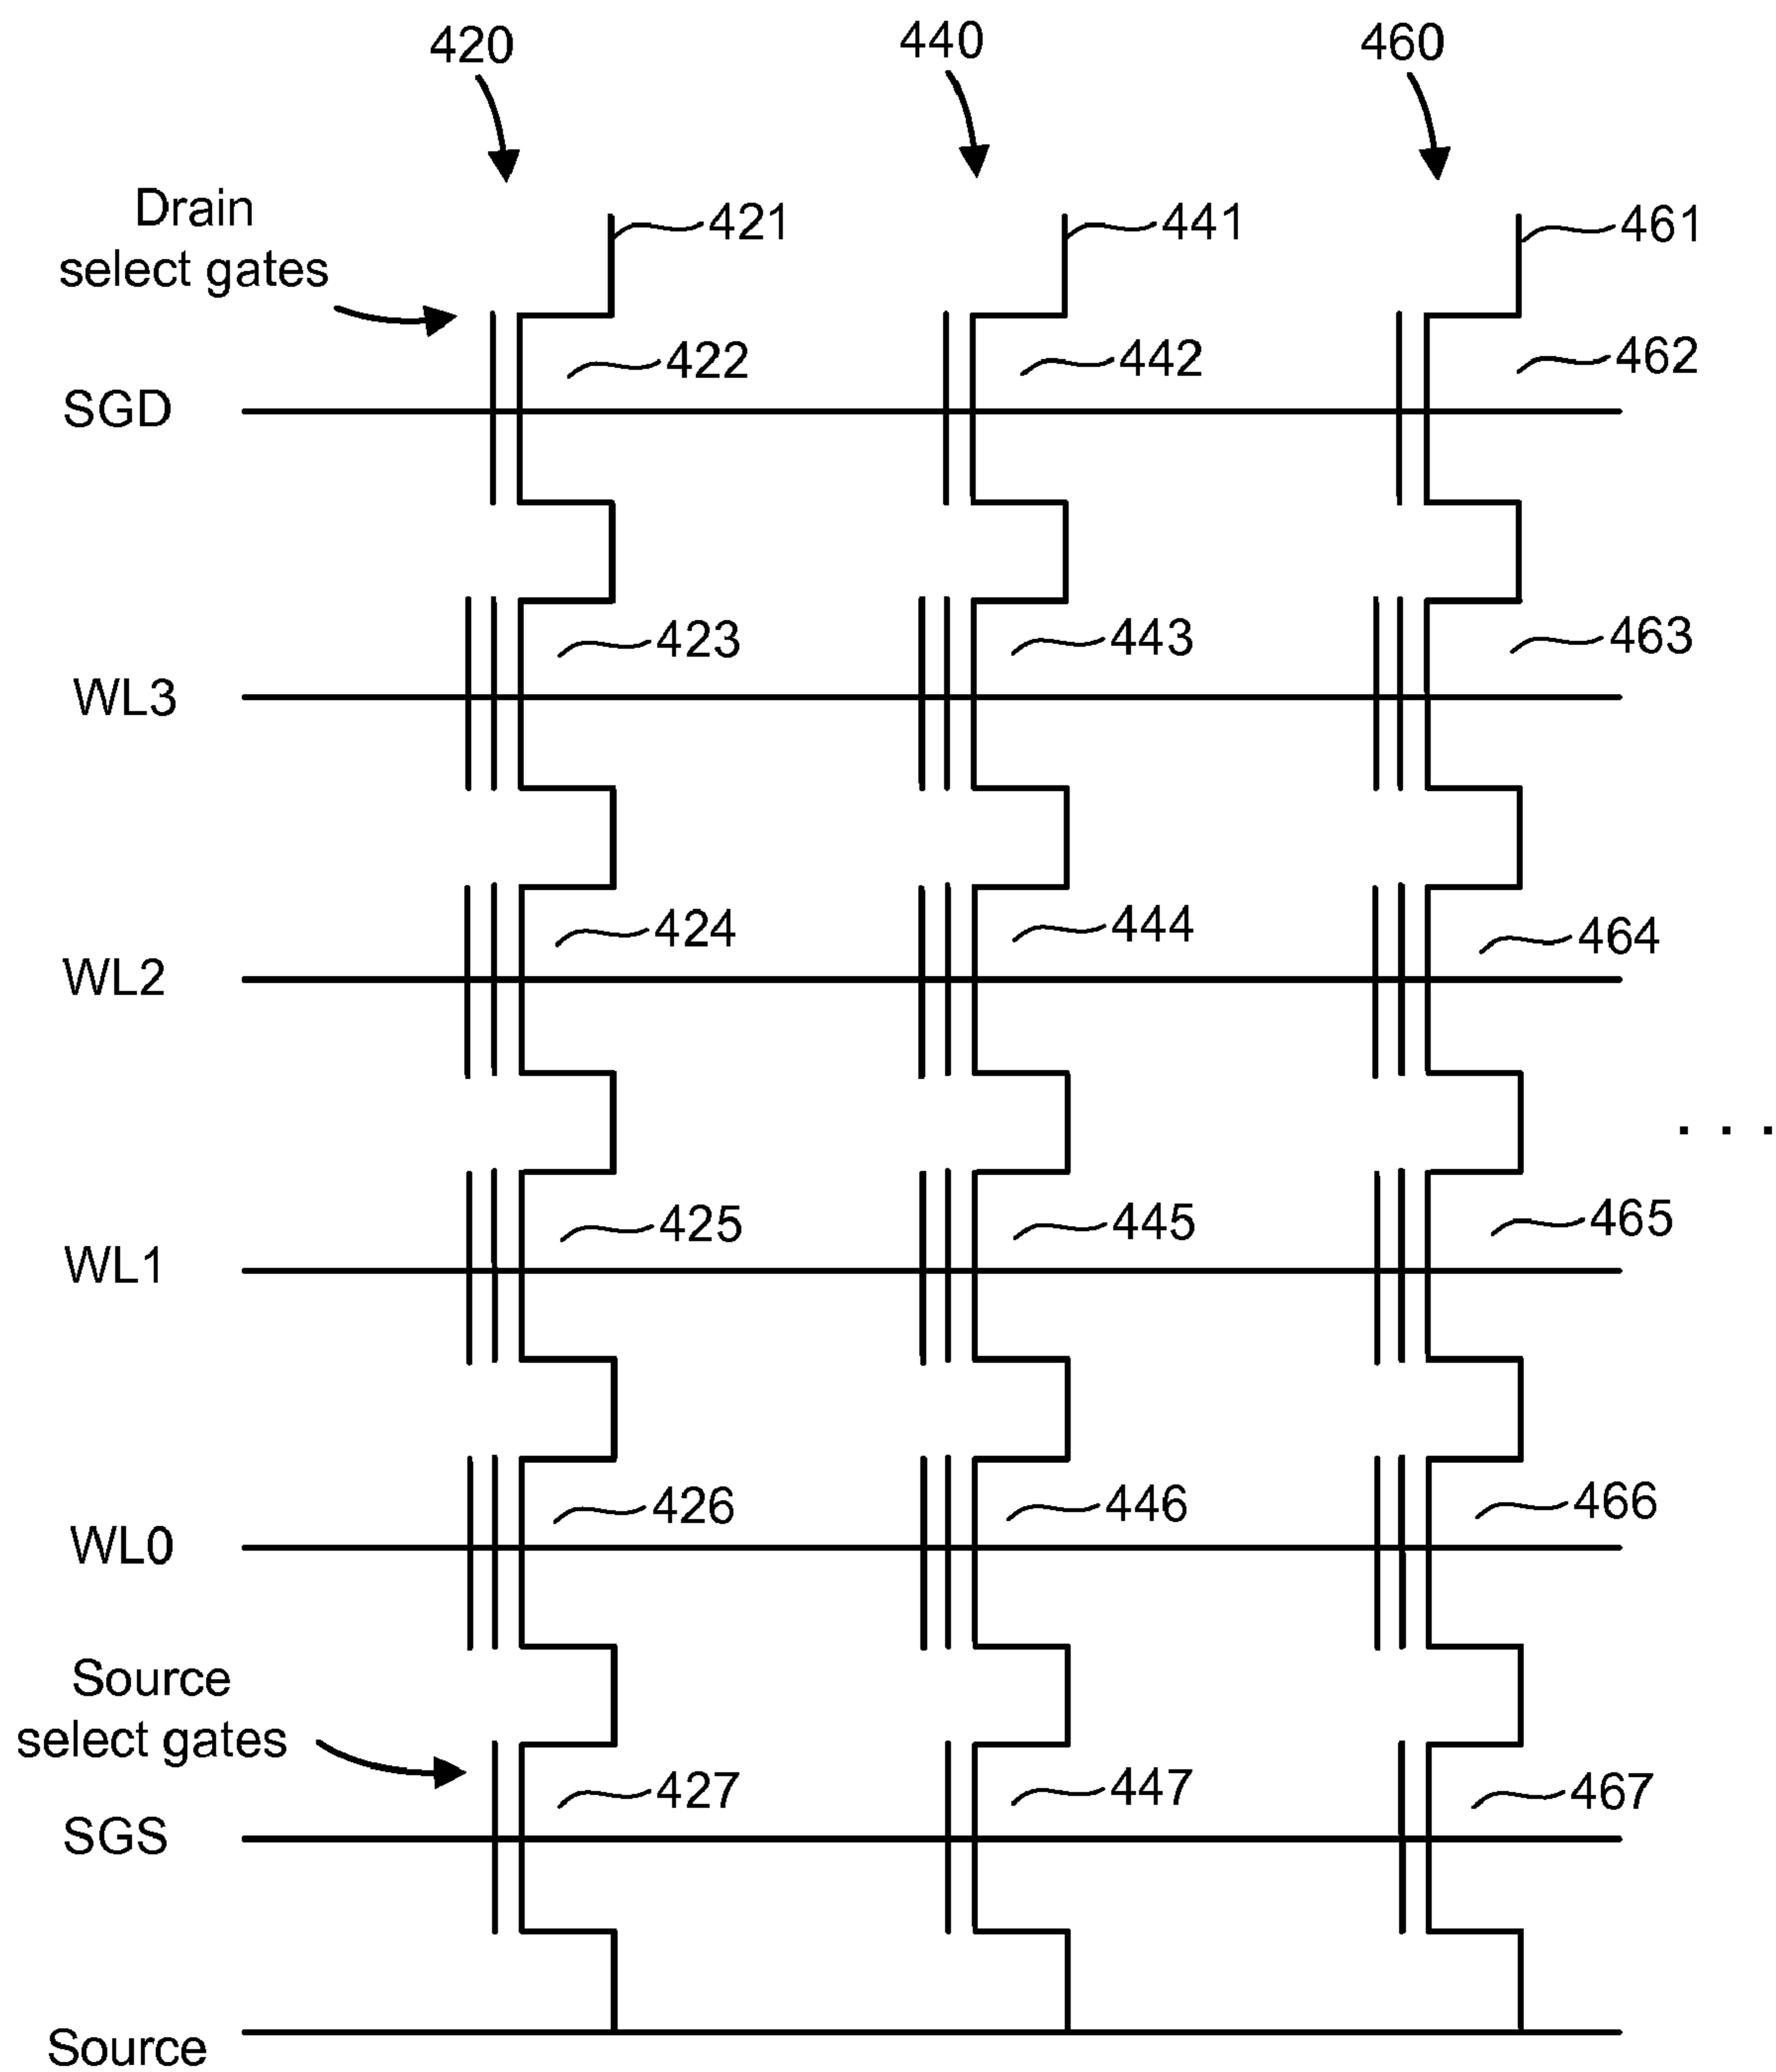 420 440 460
Drain
select gates
421 441 461
422 442 462
SGD
423 443 463
WL3
424 444 464
WL2
. . .
425 445 465
WL1
426 446 466
WL0
Source
select gates
427 447 467
SGS
Source